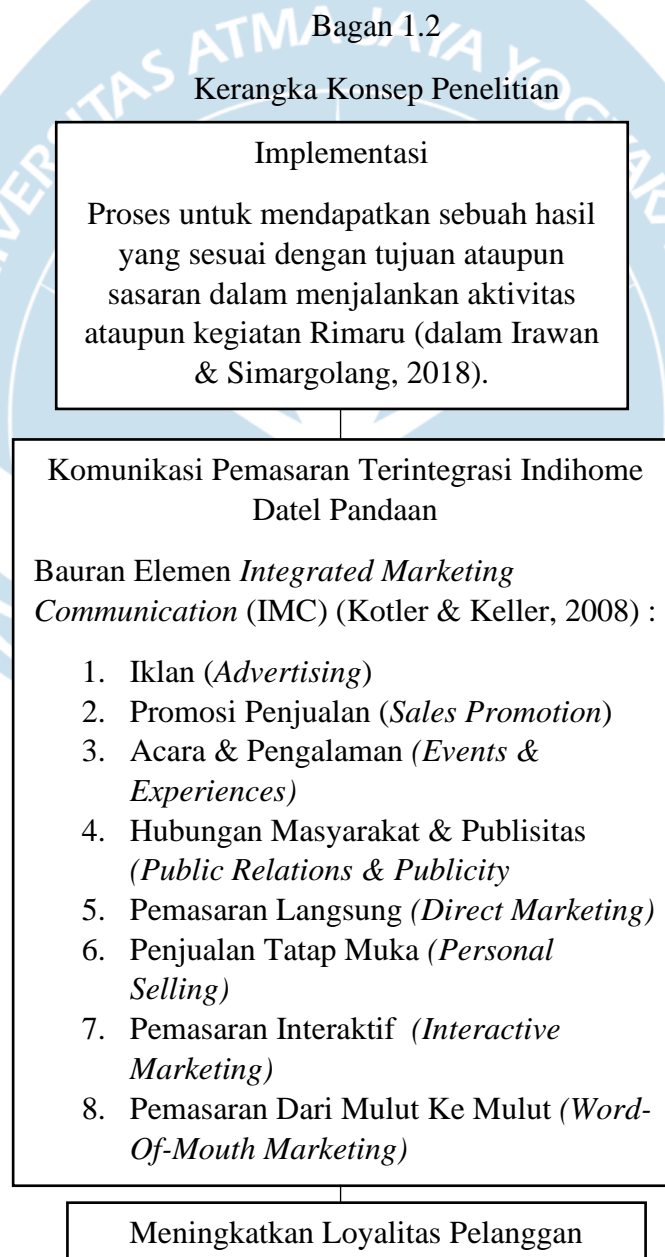 UNIVERSITAS ATMA JAYA YOGYAKARTA
Bagan 1.2
Kerangka Konsep Penelitian
Implementasi
Proses untuk mendapatkan sebuah hasil
yang sesuai dengan tujuan ataupun
sasaran dalam menjalankan aktivitas
ataupun kegiatan Rimaru (dalam Irawan
& Simargolang, 2018).
Komunikasi Pemasaran Terintegrasi Indihome
Datel Pandaan
Bauran Elemen Integrated Marketing
Communication (IMC) (Kotler & Keller, 2008) :
1. Iklan (Advertising)
2. Promosi Penjualan (Sales Promotion)
3. Acara & Pengalaman (Events &
Experiences)
4. Hubungan Masyarakat & Publisitas
(Public Relations & Publicity
5. Pemasaran Langsung (Direct Marketing)
6. Penjualan Tatap Muka (Personal
Selling)
7. Pemasaran Interaktif (Interactive
Marketing)
8. Pemasaran Dari Mulut Ke Mulut (Word-
Of-Mouth Marketing)
Meningkatkan Loyalitas Pelanggan